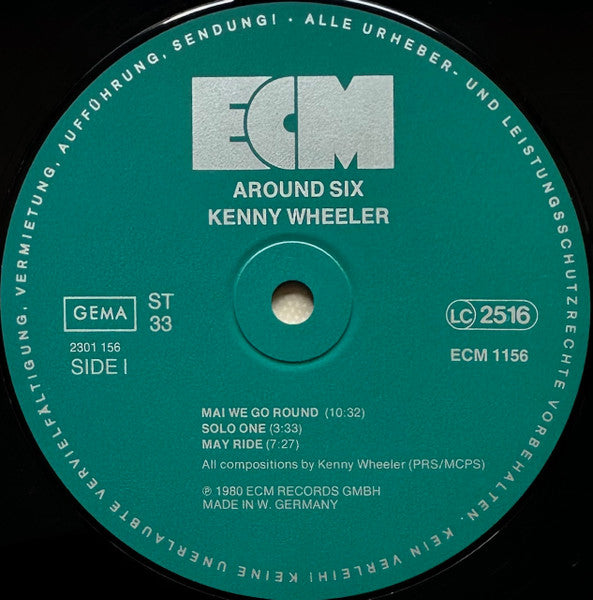 ALLE URHEBER- UND LEISTUNGSSCHUTZRECHTE VORBEHALTEN · KEIN VERLEIH! KEINE UNERLAUBTE VERVIELFÄLTIGUNG, VERMIETUNG, AUFFÜHRUNG, SENDUNG! ·
ECM
AROUND SIX
KENNY WHEELER
GEMA
ST
33
2301 156
SIDE I
LC 2516
ECM 1156
MAI WE GO ROUND (10:32)
SOLO ONE (3:33)
MAY RIDE (7:27)
All compositions by Kenny Wheeler (PRS/MCPS)
℗ 1980 ECM RECORDS GMBH
MADE IN W. GERMANY